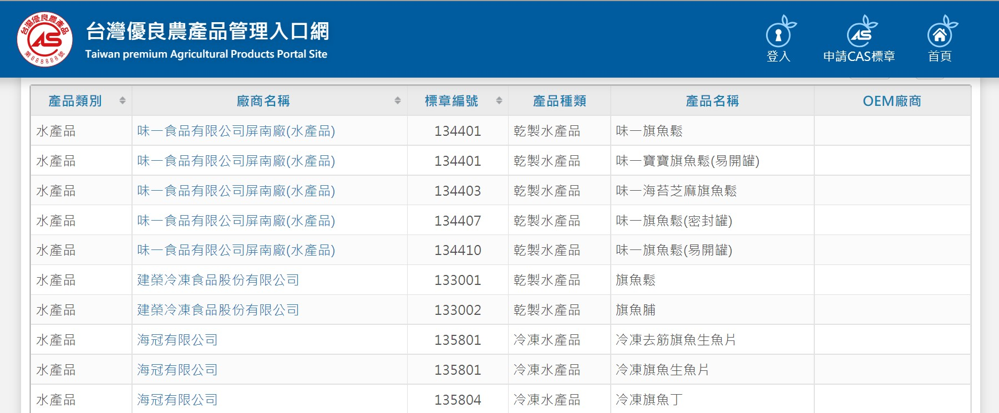 台灣優良農產品
AS
第888888號
台灣優良農產品管理入口網
Taiwan premium Agricultural Products Portal Site
登入
AS
申請CAS標章
首頁
產品類別 廠商名稱 標章編號 產品種類 產品名稱 OEM廠商
水產品 味一食品有限公司屏南廠(水產品) 134401 乾製水產品 味一旗魚鬆
水產品 味一食品有限公司屏南廠(水產品) 134401 乾製水產品 味一寶寶旗魚鬆(易開罐)
水產品 味一食品有限公司屏南廠(水產品) 134403 乾製水產品 味一海苔芝麻旗魚鬆
水產品 味一食品有限公司屏南廠(水產品) 134407 乾製水產品 味一旗魚鬆(密封罐)
水產品 味一食品有限公司屏南廠(水產品) 134410 乾製水產品 味一旗魚鬆(易開罐)
水產品 建榮冷凍食品股份有限公司 133001 乾製水產品 旗魚鬆
水產品 建榮冷凍食品股份有限公司 133002 乾製水產品 旗魚脯
水產品 海冠有限公司 135801 冷凍水產品 冷凍去筋旗魚生魚片
水產品 海冠有限公司 135801 冷凍水產品 冷凍旗魚生魚片
水產品 海冠有限公司 135804 冷凍水產品 冷凍旗魚丁